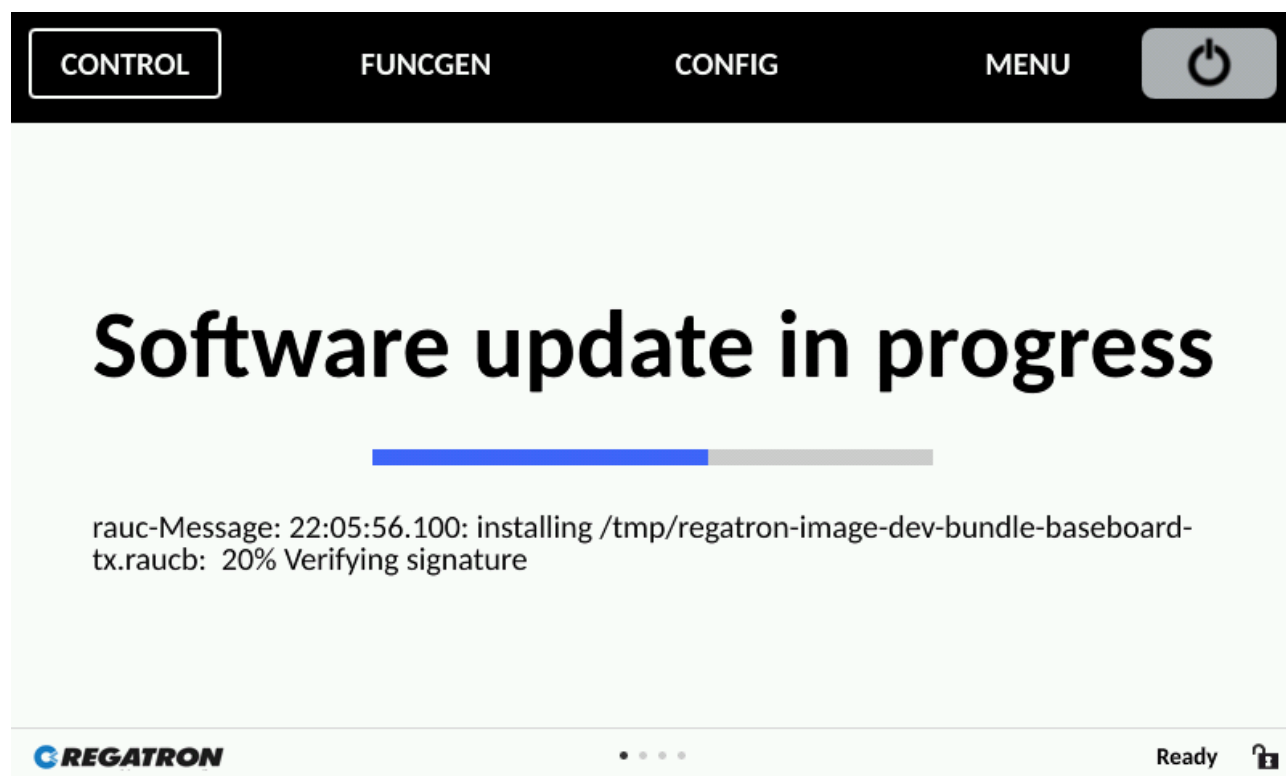 CONTROL FUNCGEN CONFIG MENU
Software update in progress
rauc-Message: 22:05:56.100: installing /tmp/regatron-image-dev-bundle-baseboard-
tx.raucb:  20% Verifying signature
REGATRON Ready